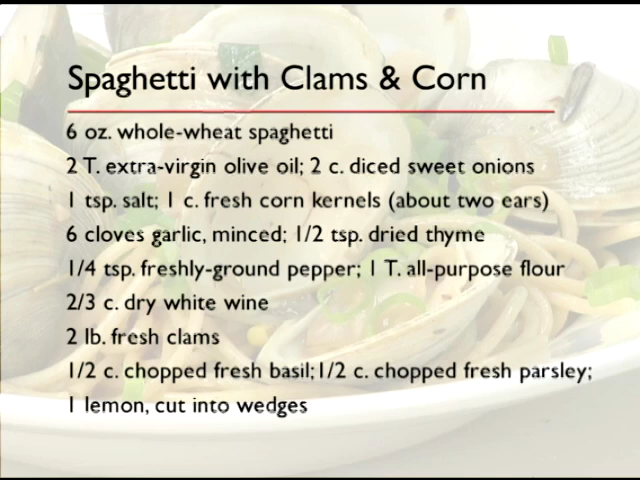 Spaghetti with Clams & Corn
6 oz. whole-wheat spaghetti
2 T. extra-virgin olive oil; 2 c. diced sweet onions
1 tsp. salt; 1 c. fresh corn kernels (about two ears)
6 cloves garlic, minced; 1/2 tsp. dried thyme
1/4 tsp. freshly-ground pepper; 1 T. all-purpose flour
2/3 c. dry white wine
2 lb. fresh clams
1/2 c. chopped fresh basil;1/2 c. chopped fresh parsley;
1 lemon, cut into wedges